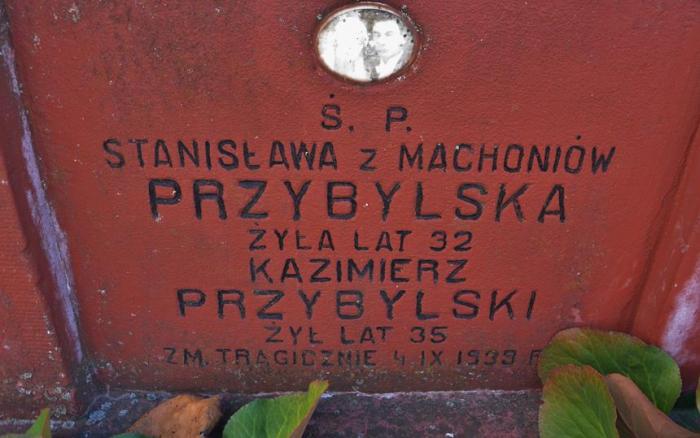 Ś. P.
STANISŁAWA z MACHONIÓW
PRZYBYLSKA
ŻYŁA LAT 32
KAZIMIERZ
PRZYBYLSKI
ŻYŁ LAT 35
ZM. TRAGICZNIE 4 IX 1939 R